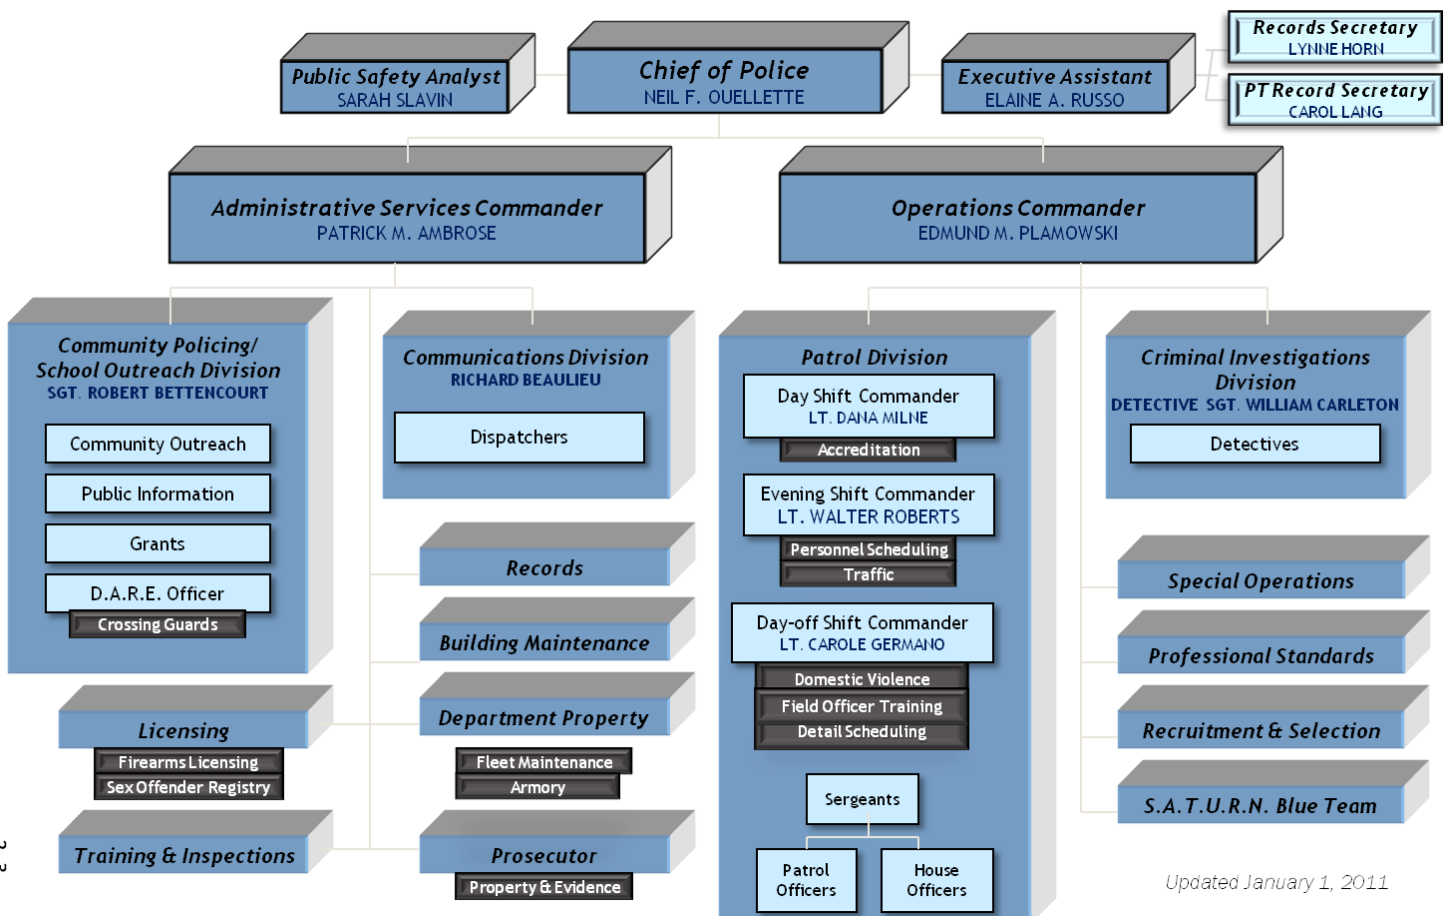 Records Secretary
LYNNE HORN
Public Safety Analyst
SARAH SLAVIN
Chief of Police
NEIL F. OUELLETTE
Executive Assistant
ELAINE A. RUSSO
PT Record Secretary
CAROL LANG
Administrative Services Commander
PATRICK M. AMBROSE
Operations Commander
EDMUND M. PLAMOWSKI
Community Policing/
School Outreach Division
SGT. ROBERT BETTENCOURT
Community Outreach
Public Information
Grants
D.A.R.E. Officer
Crossing Guards
Communications Division
RICHARD BEAULIEU
Dispatchers
Records
Building Maintenance
Department Property
Fleet Maintenance
Armory
Licensing
Firearms Licensing
Sex Offender Registry
Training & Inspections
Prosecutor
Property & Evidence
Patrol Division
Day Shift Commander
LT. DANA MILNE
Accreditation
Evening Shift Commander
LT. WALTER ROBERTS
Personnel Scheduling
Traffic
Day-off Shift Commander
LT. CAROLE GERMANO
Domestic Violence
Field Officer Training
Detail Scheduling
Sergeants
Patrol
Officers
House
Officers
Criminal Investigations
Division
DETECTIVE SGT. WILLIAM CARLETON
Detectives
Special Operations
Professional Standards
Recruitment & Selection
S.A.T.U.R.N. Blue Team
Updated January 1, 2011